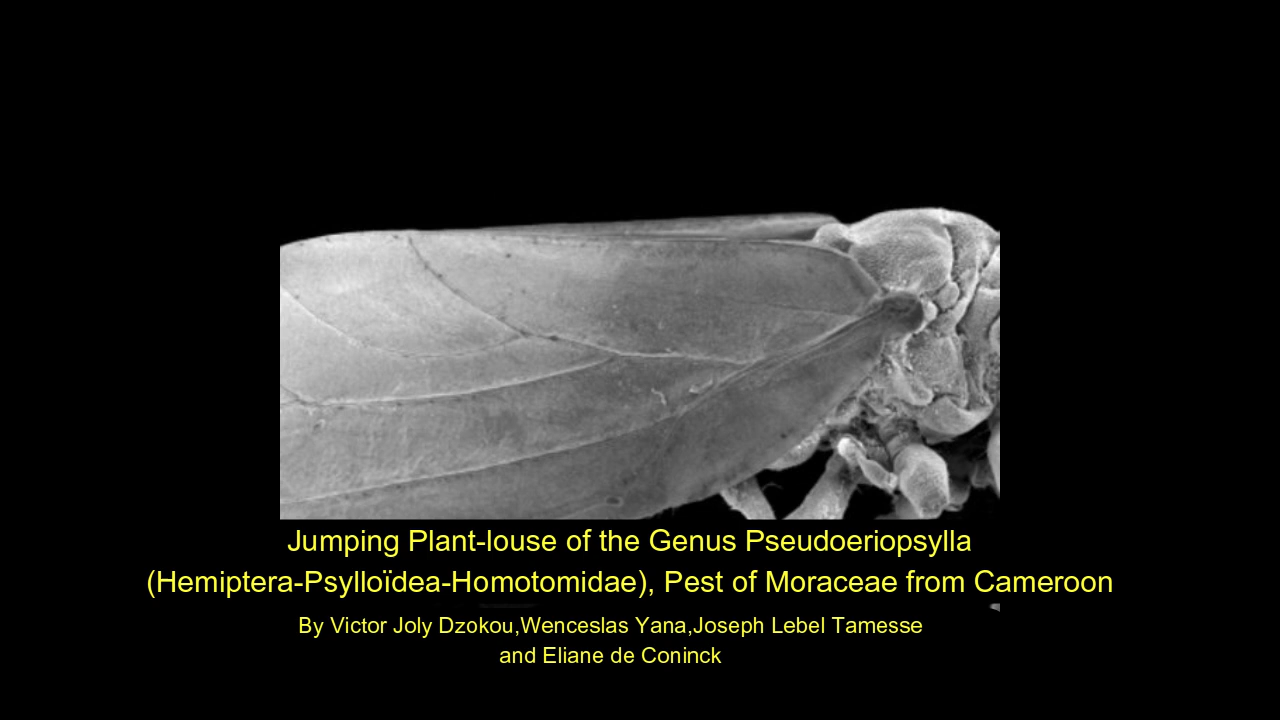 Jumping Plant-louse of the Genus Pseudoeriopsylla
(Hemiptera-Psylloïdea-Homotomidae), Pest of Moraceae from Cameroon
By Victor Joly Dzokou,Wenceslas Yana,Joseph Lebel Tamesse
and Eliane de Coninck